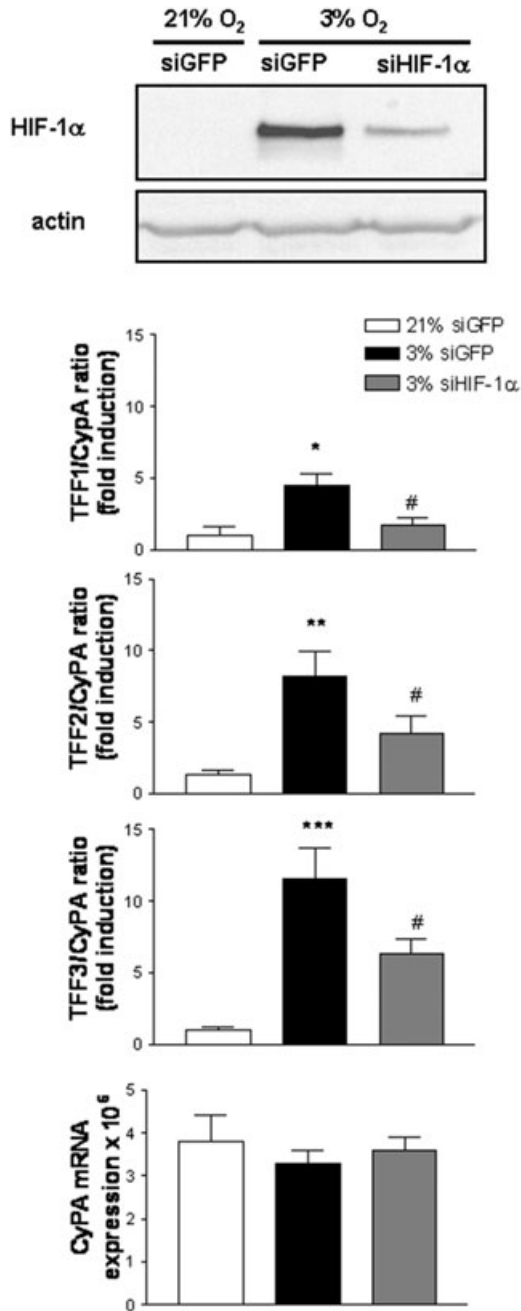 21% O₂ 3% O₂
siGFP siGFP siHIF-1α
HIF-1α
actin
21% siGFP
3% siGFP
3% siHIF-1α
TFF1/CypA ratio
(fold induction)
15
10
5
0
*
#
TFF2/CyPA ratio
(fold induction)
15
10
5
0
**
#
TFF3/CyPA ratio
(fold induction)
15
10
5
0
***
#
CyPA mRNA
expression x 10⁶
5
4
3
2
1
0